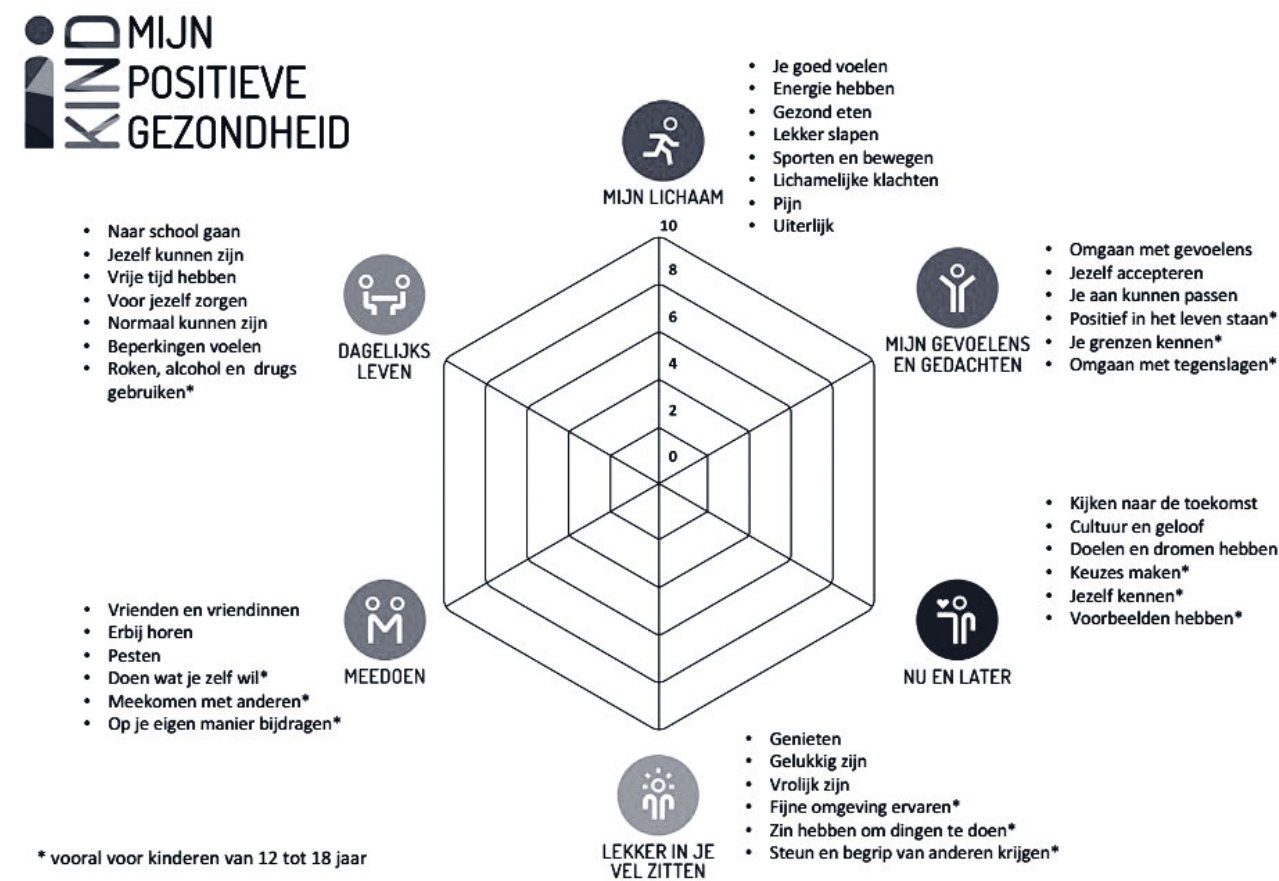 KIND
MIJN
POSITIEVE
GEZONDHEID
MIJN LICHAAM
• Je goed voelen
• Energie hebben
• Gezond eten
• Lekker slapen
• Sporten en bewegen
• Lichamelijke klachten
• Pijn
• Uiterlijk
10
8
6
4
2
0
MIJN GEVOELENS
EN GEDACHTEN
• Omgaan met gevoelens
• Jezelf accepteren
• Je aan kunnen passen
• Positief in het leven staan*
• Je grenzen kennen*
• Omgaan met tegenslagen*
NU EN LATER
• Kijken naar de toekomst
• Cultuur en geloof
• Doelen en dromen hebben
• Keuzes maken*
• Jezelf kennen*
• Voorbeelden hebben*
LEKKER IN JE
VEL ZITTEN
• Genieten
• Gelukkig zijn
• Vrolijk zijn
• Fijne omgeving ervaren*
• Zin hebben om dingen te doen*
• Steun en begrip van anderen krijgen*
MEEDOEN
• Vrienden en vriendinnen
• Erbij horen
• Pesten
• Doen wat je zelf wil*
• Meekomen met anderen*
• Op je eigen manier bijdragen*
DAGELIJKS
LEVEN
• Naar school gaan
• Jezelf kunnen zijn
• Vrije tijd hebben
• Voor jezelf zorgen
• Normaal kunnen zijn
• Beperkingen voelen
• Roken, alcohol en drugs
gebruiken*
* vooral voor kinderen van 12 tot 18 jaar